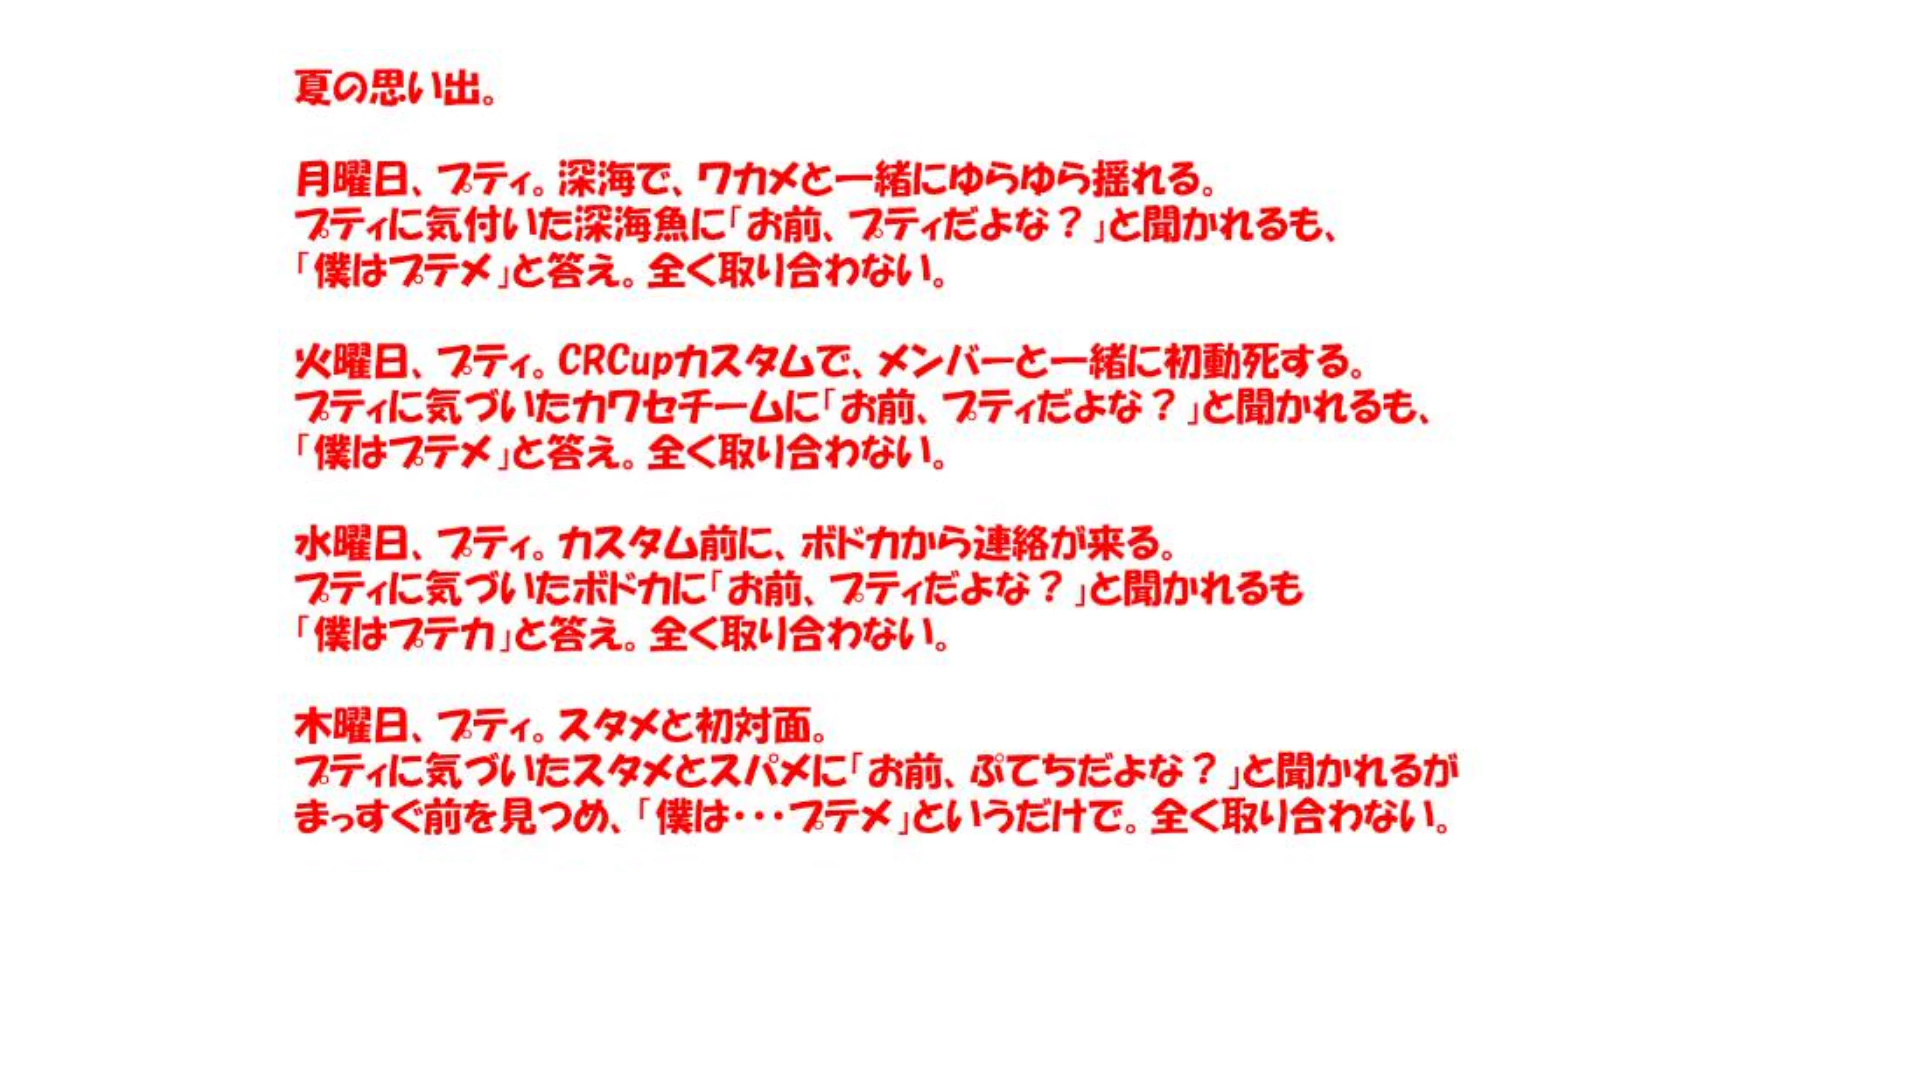 夏の思い出。
月曜日、プティ。深海で、ワカメと一緒にゆらゆら揺れる。
プティに気付いた深海魚に「お前、プティだよな？」と聞かれるも、
「僕はプテメ」と答え。全く取り合わない。
火曜日、プティ。CRCupカスタムで、メンバーと一緒に初動死する。
プティに気づいたカワセチームに「お前、プティだよな？」と聞かれるも、
「僕はプテメ」と答え。全く取り合わない。
水曜日、プティ。カスタム前に、ボドカから連絡が来る。
プティに気づいたボドカに「お前、プティだよな？」と聞かれるも
「僕はプテカ」と答え。全く取り合わない。
木曜日、プティ。スタメと初対面。
プティに気づいたスタメとスパメに「お前、ぷてちだよな？」と聞かれるが
まっすぐ前を見つめ、「僕は・・・プテメ」というだけで。全く取り合わない。